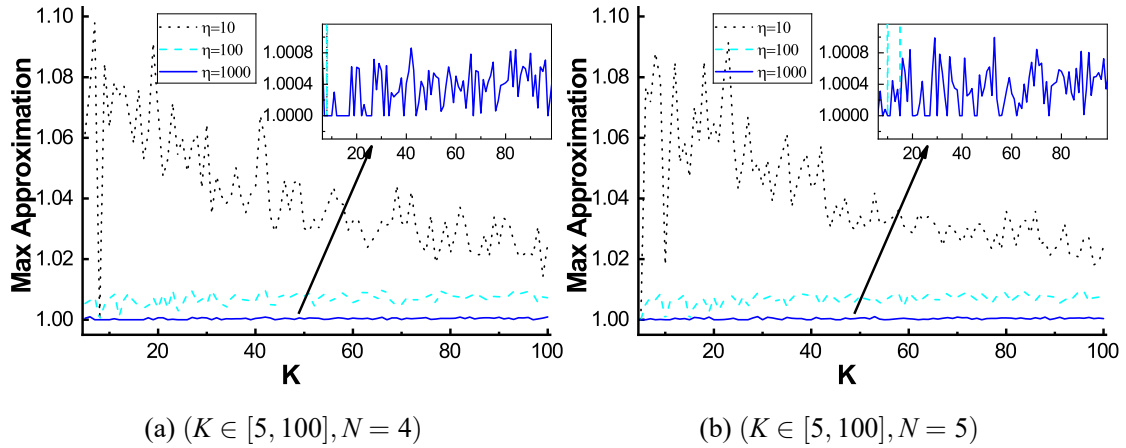 Max Approximation
1.10
1.08
1.06
1.04
1.02
1.00
η=10
η=100
η=1000
1.0008
1.0004
1.0000
20 40 60 80
20 40 60 80 100
K
(a) (K ∈ [5, 100], N = 4)
Max Approximation
1.10
1.08
1.06
1.04
1.02
1.00
η=10
η=100
η=1000
1.0008
1.0004
1.0000
20 40 60 80
20 40 60 80 100
K
(b) (K ∈ [5, 100], N = 5)